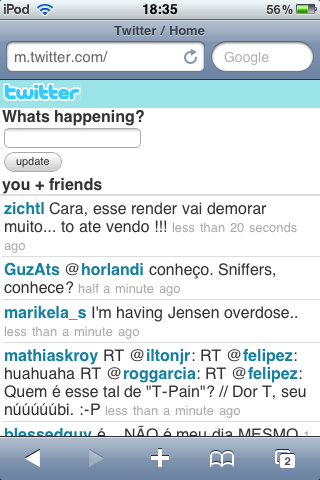 iPod 18:35 56%
Twitter / Home
m.twitter.com/ Google
twitter
Whats happening?
update
you + friends
zichtl Cara, esse render vai demorar
muito... to ate vendo !!! less than 20 seconds
ago
GuzAts @horlandi conheço. Sniffers,
conhece? half a minute ago
marikela_s I'm having Jensen overdose..
less than a minute ago
mathiaskroy RT @iltonjr: RT @felipez:
huahuaha RT @roggarcia: RT @felipez:
Quem é esse tal de "T-Pain"? // Dor T, seu
núúúúúbi. :-P less than a minute ago
blessedguy é... NÃO é meu dia MESMO 1
2